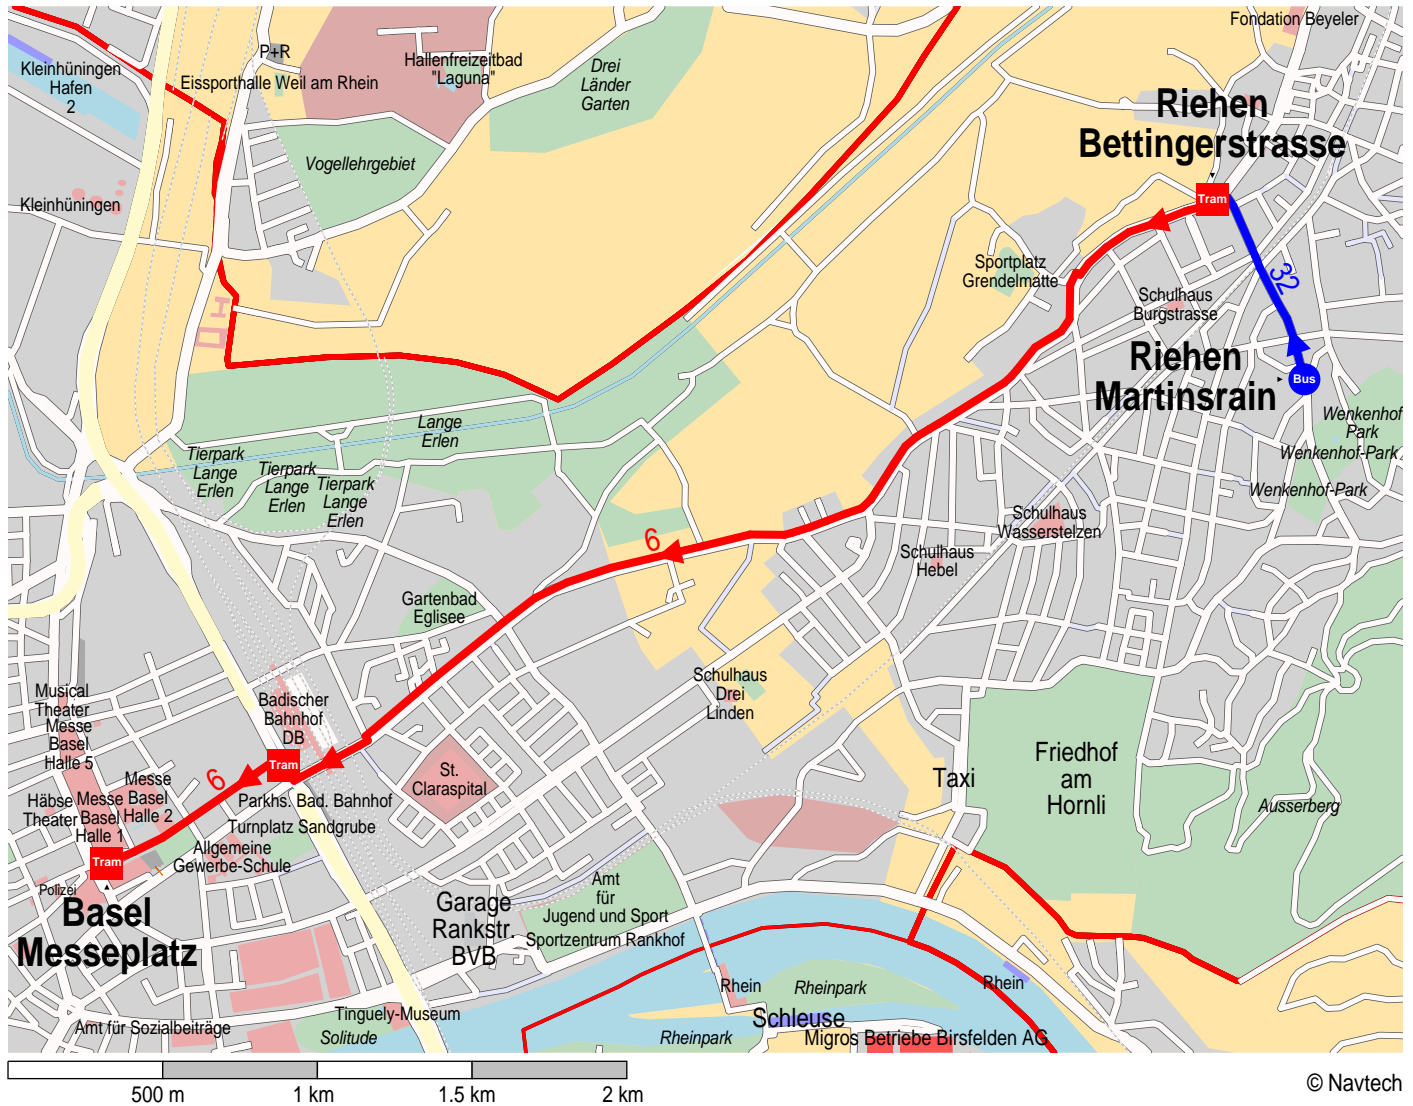 Fondation Beyeler
P+R
Eissporthalle Weil am Rhein
Hallenfreizeitbad
"Laguna"
Drei
Länder
Garten
Kleinhüningen
Hafen
2
Riehen
Bettingerstrasse
Vogellehrgebiet
Kleinhüningen
Tram
Sportplatz
Grendelmatte
32
Schulhaus
Burgstrasse
Riehen
Martinsrain
Bus
Wenkenhof
Park
Wenkenhof-Park
Wenkenhof-Park
Lange
Erlen
Tierpark
Lange
Erlen
Tierpark
Lange
Erlen
Tierpark
Lange
Erlen
Schulhaus
Wasserstelzen
Schulhaus
Hebel
6
Gartenbad
Eglisee
Schulhaus
Drei
Linden
Musical
Theater
Messe
Basel
Halle 5
Badischer
Bahnhof
DB
Tram
6
Messe
Basel
Halle 2
Häbse
Theater
Messe
Basel
Halle 1
Parkhs. Bad. Bahnhof
Turnplatz Sandgrube
Allgemeine
Gewerbe-Schule
St.
Claraspital
Taxi
Friedhof
am
Hornli
Ausserberg
Tram
Polizei
Basel
Messeplatz
Garage
Rankstr.
BVB
Amt
für
Jugend und Sport
Sportzentrum Rankhof
Rhein
Rheinpark
Rhein
Schleuse
Tinguely-Museum
Solitude
Amt für Sozialbeiträge
Rheinpark
Migros Betriebe Birsfelden AG
500 m
1 km
1.5 km
2 km
© Navtech